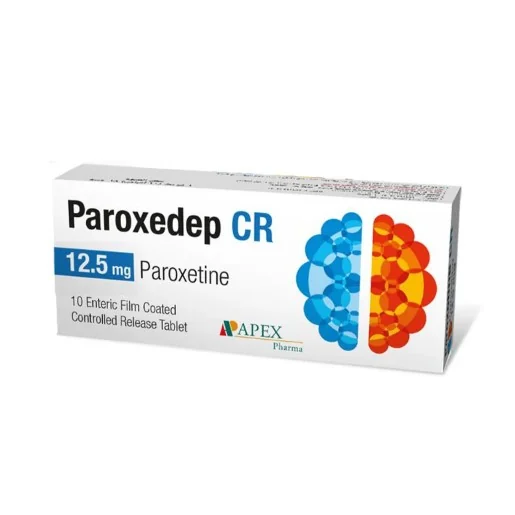 Paroxedep CR
12.5 mg Paroxetine
10 Enteric Film Coated
Controlled Release Tablet
APEX
Pharma